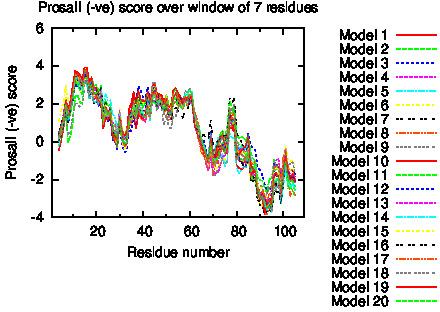 Prosall (-ve) score over window of 7 residues
Prosall (-ve) score
6
4
2
0
-2
-4
20
40
60
80
100
Residue number
Model 1
Model 2
Model 3
Model 4
Model 5
Model 6
Model 7
Model 8
Model 9
Model 10
Model 11
Model 12
Model 13
Model 14
Model 15
Model 16
Model 17
Model 18
Model 19
Model 20